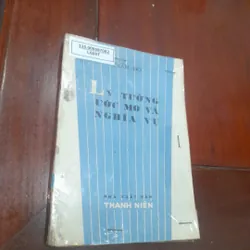 LÝ TƯỞNG
ƯỚC MƠ VÀ
NGHĨA VỤ
NHÀ XUẤT BẢN
THANH NIÊN